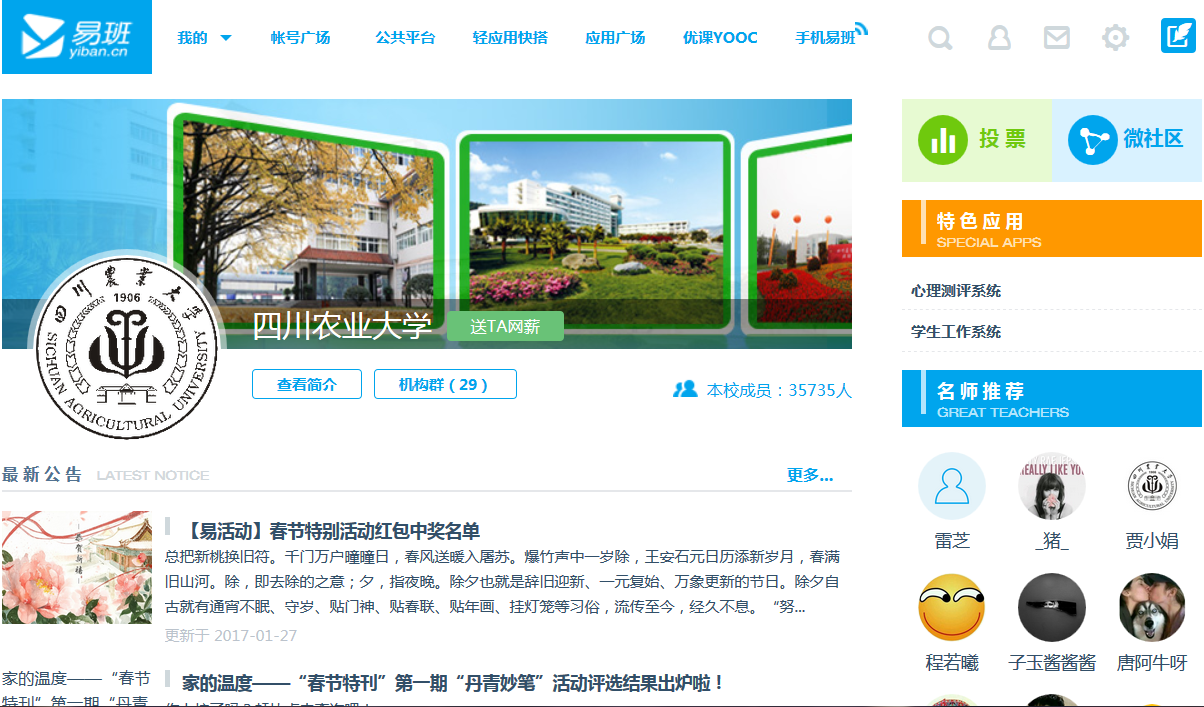 易班
yiban.cn
我的
帐号广场
公共平台
轻应用快搭
应用广场
优课YOOC
手机易班
投票
微社区
特色应用
SPECIAL APPS
心理测评系统
学生工作系统
四川农业大学
1906
SICHUAN AGRICULTURAL UNIVERSITY
四川农业大学
送TA网薪
查看简介
机构群（29）
本校成员：35735人
名师推荐
GREAT TEACHERS
REALLY LIKE YOU
雷芝
_猪_
贾小娟
程若曦
子玉酱酱酱
唐阿牛呀
最新公告
LATEST NOTICE
更多...
恭贺新禧
【易活动】春节特别活动红包中奖名单
总把新桃换旧符。千门万户曈曈日，春风送暖入屠苏。爆竹声中一岁除，王安石元日历添新岁月，春满
旧山河。除，即去除的之意；夕，指夜晚。除夕也就是辞旧迎新、一元复始、万象更新的节日。除夕自
古就有通宵不眠、守岁、贴门神、贴春联、贴年画、挂灯笼等习俗，流传至今，经久不息。“努...
更新于 2017-01-27
家的温度——“春节
特刊”第一期“丹青
家的温度——“春节特刊”第一期“丹青妙笔”活动评选结果出炉啦！